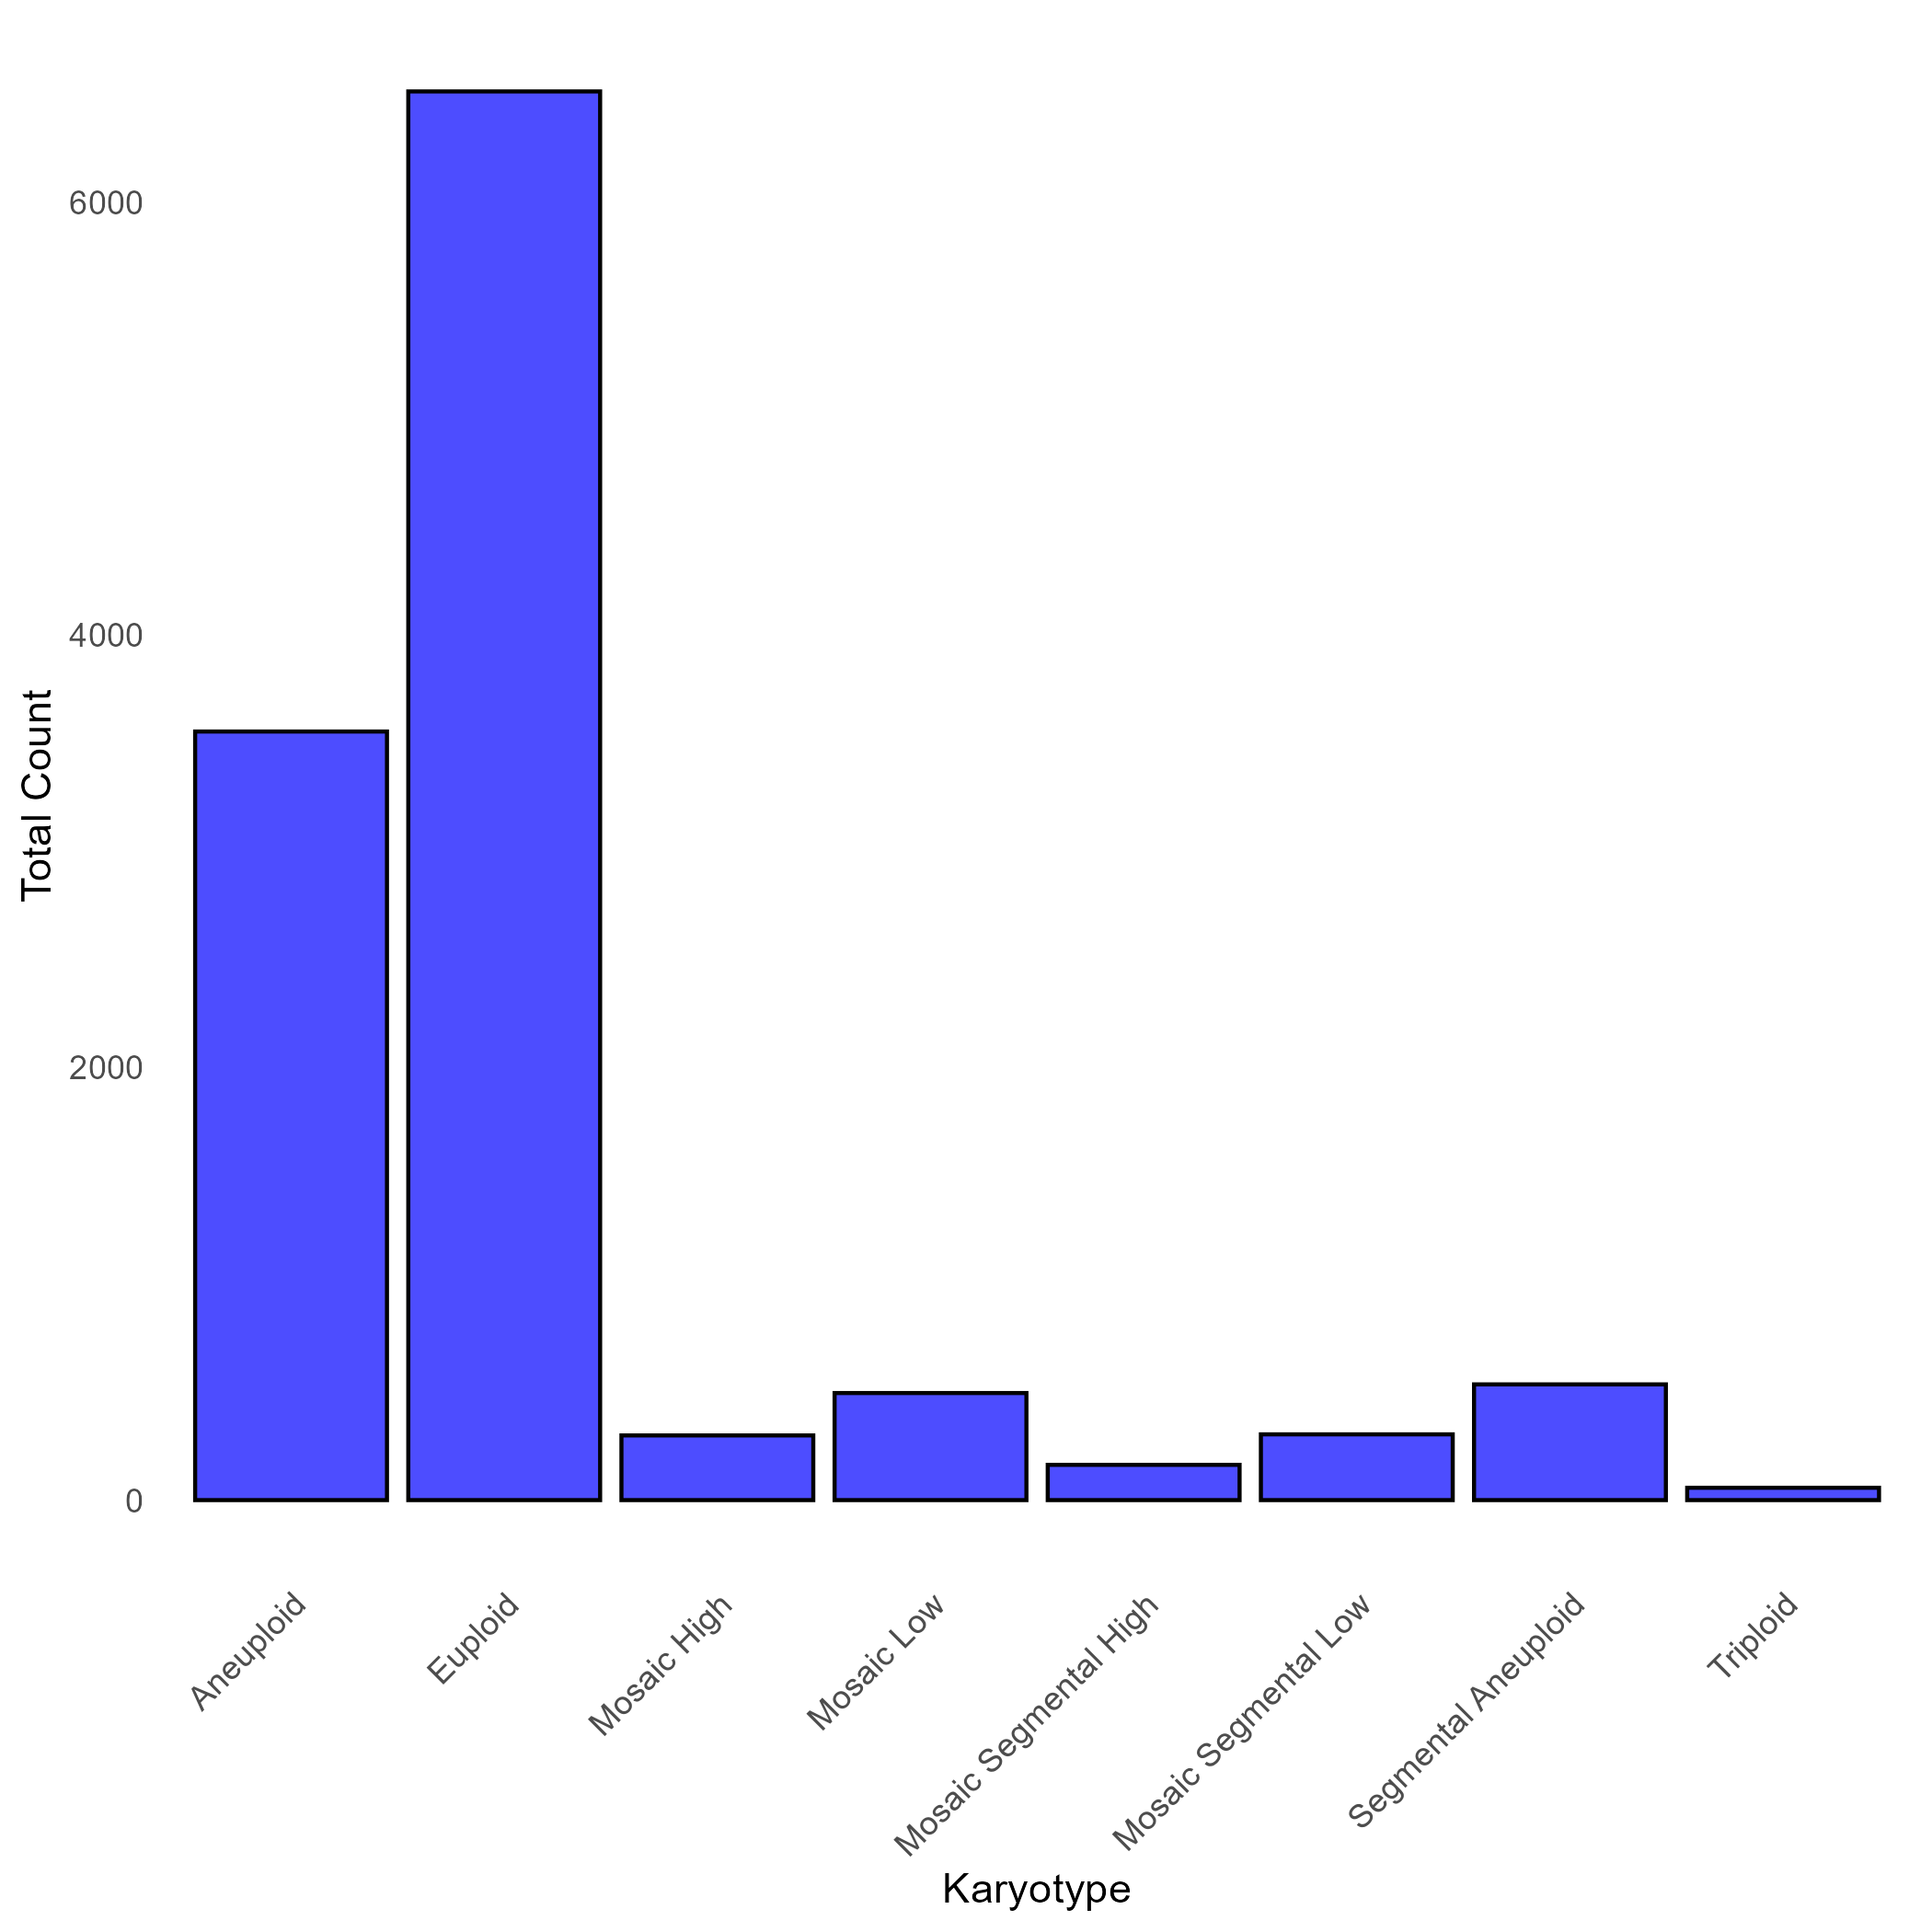 Total Count
6000
4000
2000
0
Aneuploid
Euploid
Mosaic High
Mosaic Low
Mosaic Segmental High
Mosaic Segmental Low
Segmental Aneuploid
Triploid
Karyotype